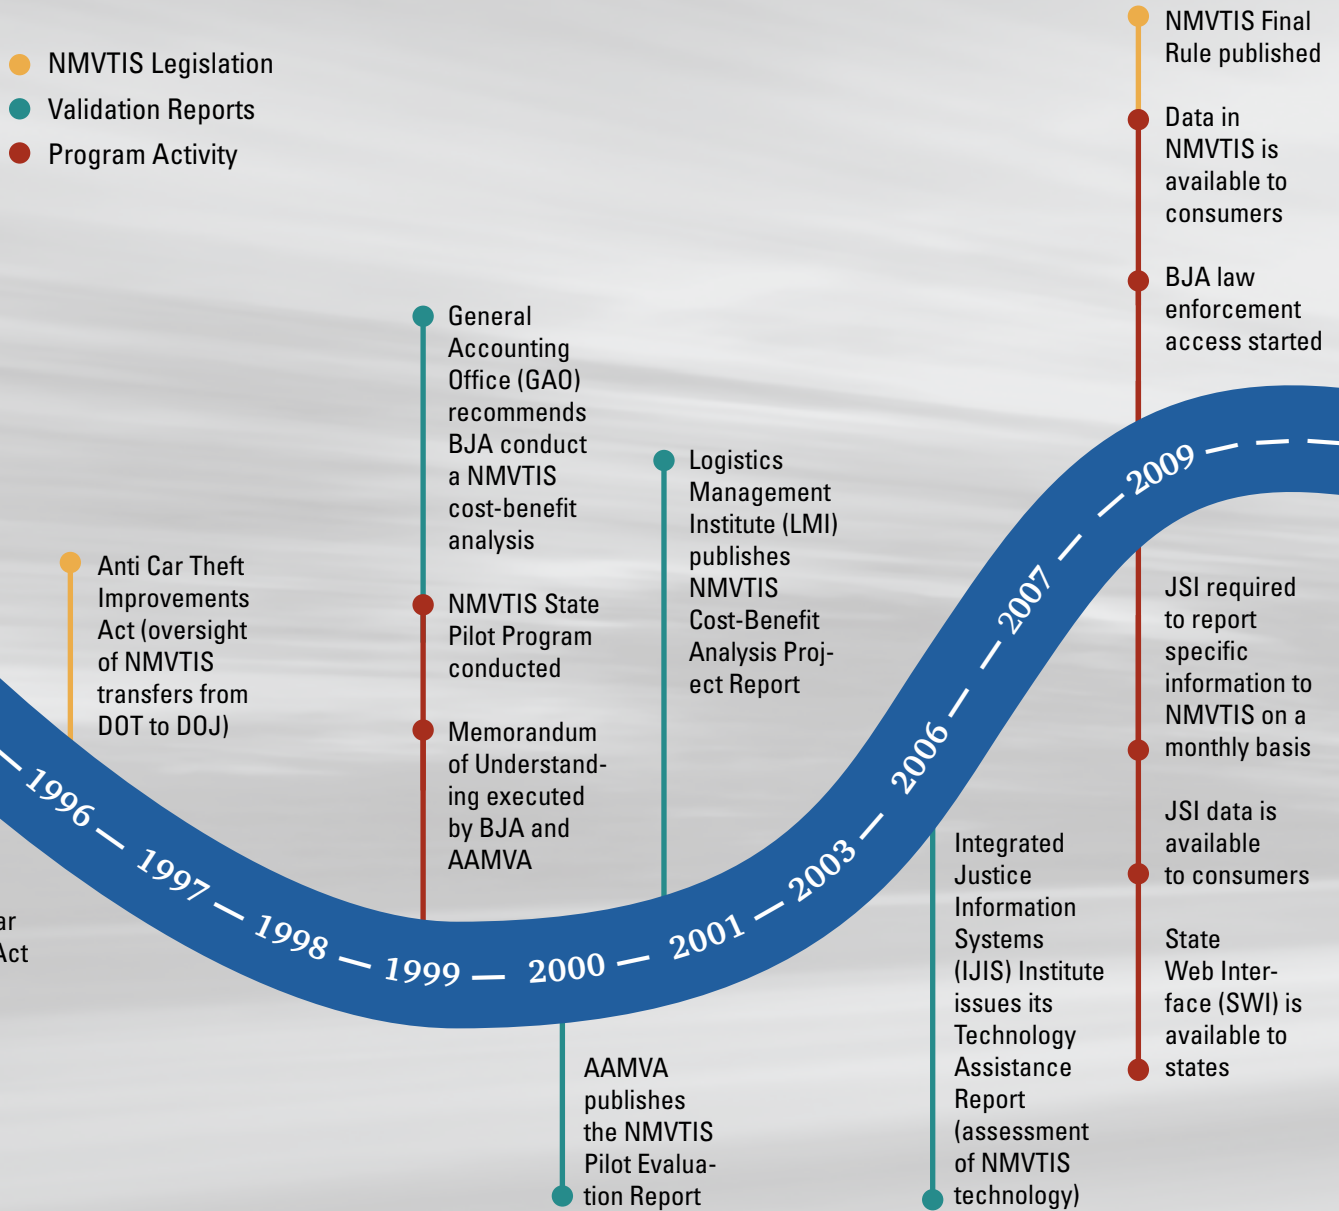 NMVTIS Legislation
Validation Reports
Program Activity
NMVTIS Final
Rule published
Data in
NMVTIS is
available to
consumers
BJA law
enforcement
access started
General
Accounting
Office (GAO)
recommends
BJA conduct
a NMVTIS
cost-benefit
analysis
NMVTIS State
Pilot Program
conducted
Memorandum
of Understand-
ing executed
by BJA and
AAMVA
Logistics
Management
Institute (LMI)
publishes
NMVTIS
Cost-Benefit
Analysis Proj-
ect Report
Anti Car Theft
Improvements
Act (oversight
of NMVTIS
transfers from
DOT to DOJ)
1996
1997
1998
1999
2000
2001
2003
2006
2007
2009
ar
Act
AAMVA
publishes
the NMVTIS
Pilot Evalua-
tion Report
Integrated
Justice
Information
Systems
(IJIS) Institute
issues its
Technology
Assistance
Report
(assessment
of NMVTIS
technology)
JSI required
to report
specific
information to
NMVTIS on a
monthly basis
JSI data is
available
to consumers
State
Web Inter-
face (SWI) is
available to
states